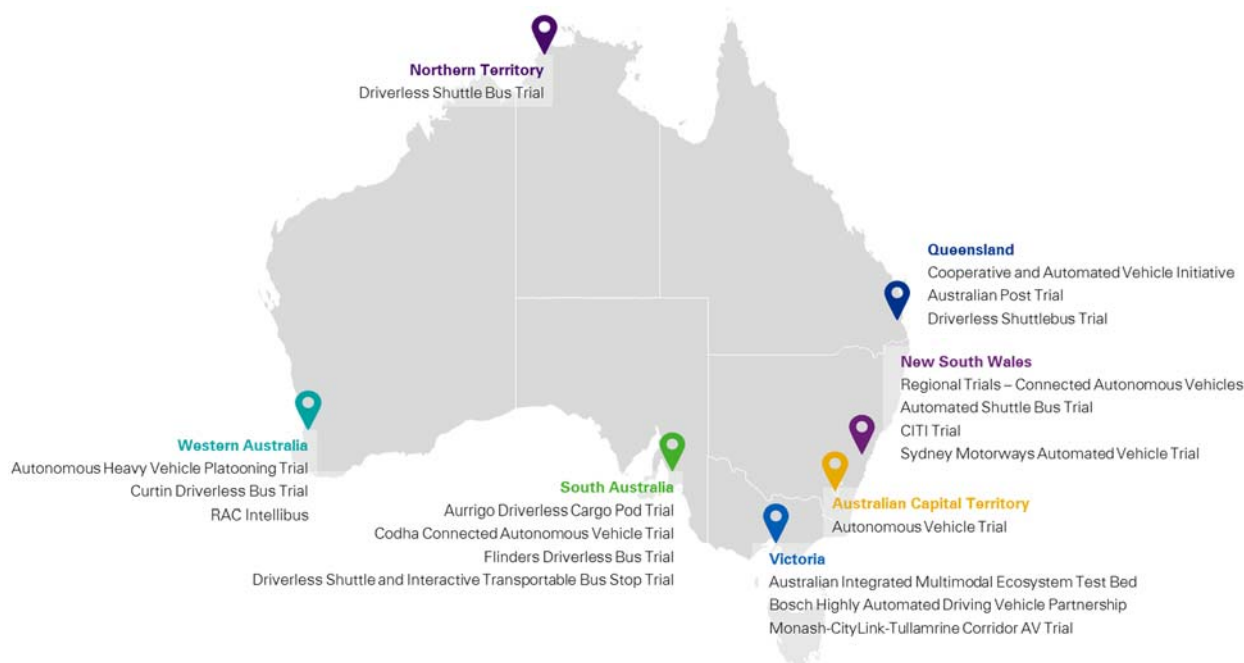 Northern Territory
Driverless Shuttle Bus Trial
Queensland
Cooperative and Automated Vehicle Initiative
Australian Post Trial
Driverless Shuttlebus Trial
New South Wales
Regional Trials – Connected Autonomous Vehicles
Automated Shuttle Bus Trial
CITI Trial
Sydney Motorways Automated Vehicle Trial
Western Australia
Autonomous Heavy Vehicle Platooning Trial
Curtin Driverless Bus Trial
RAC Intellibus
South Australia
Aurrigo Driverless Cargo Pod Trial
Codha Connected Autonomous Vehicle Trial
Flinders Driverless Bus Trial
Driverless Shuttle and Interactive Transportable Bus Stop Trial
Australian Capital Territory
Autonomous Vehicle Trial
Victoria
Australian Integrated Multimodal Ecosystem Test Bed
Bosch Highly Automated Driving Vehicle Partnership
Monash-CityLink-Tullamrine Corridor AV Trial